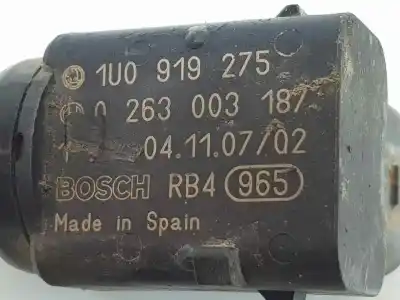 1U0 919 275
0 263 003 187
04.11.07/02
BOSCH RB4 965
Made in Spain